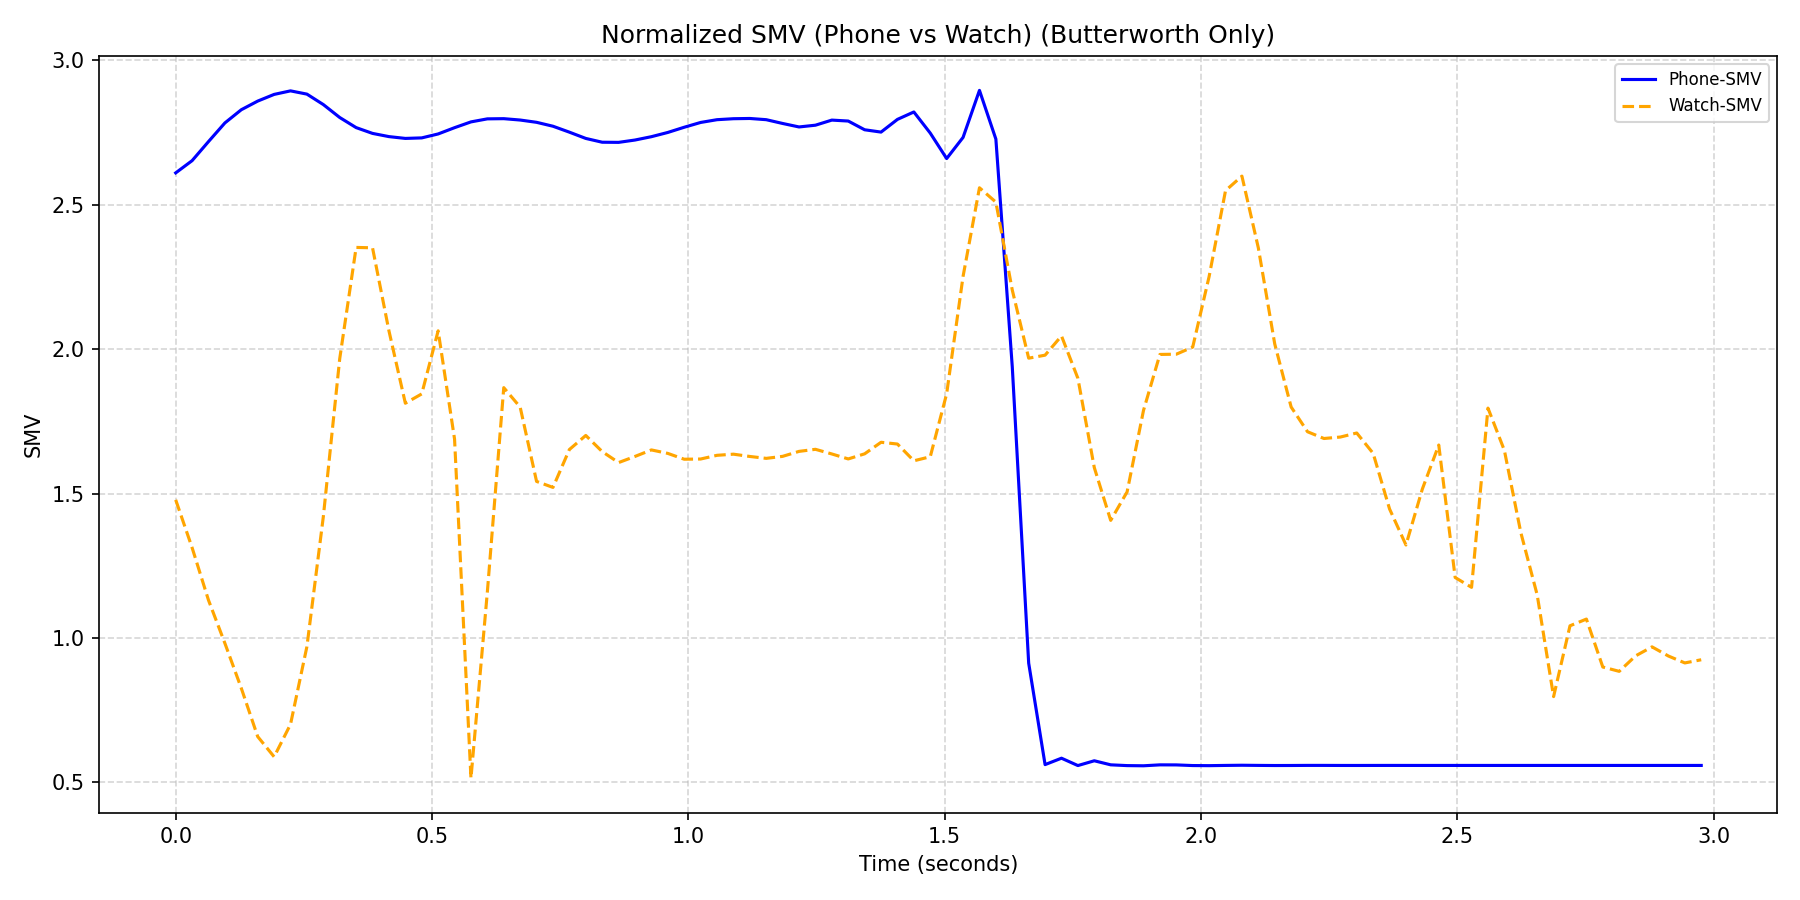 Normalized SMV (Phone vs Watch) (Butterworth Only)
Phone-SMV
Watch-SMV
SMV
3.0
2.5
2.0
1.5
1.0
0.5
0.0 0.5 1.0 1.5 2.0 2.5 3.0
Time (seconds)